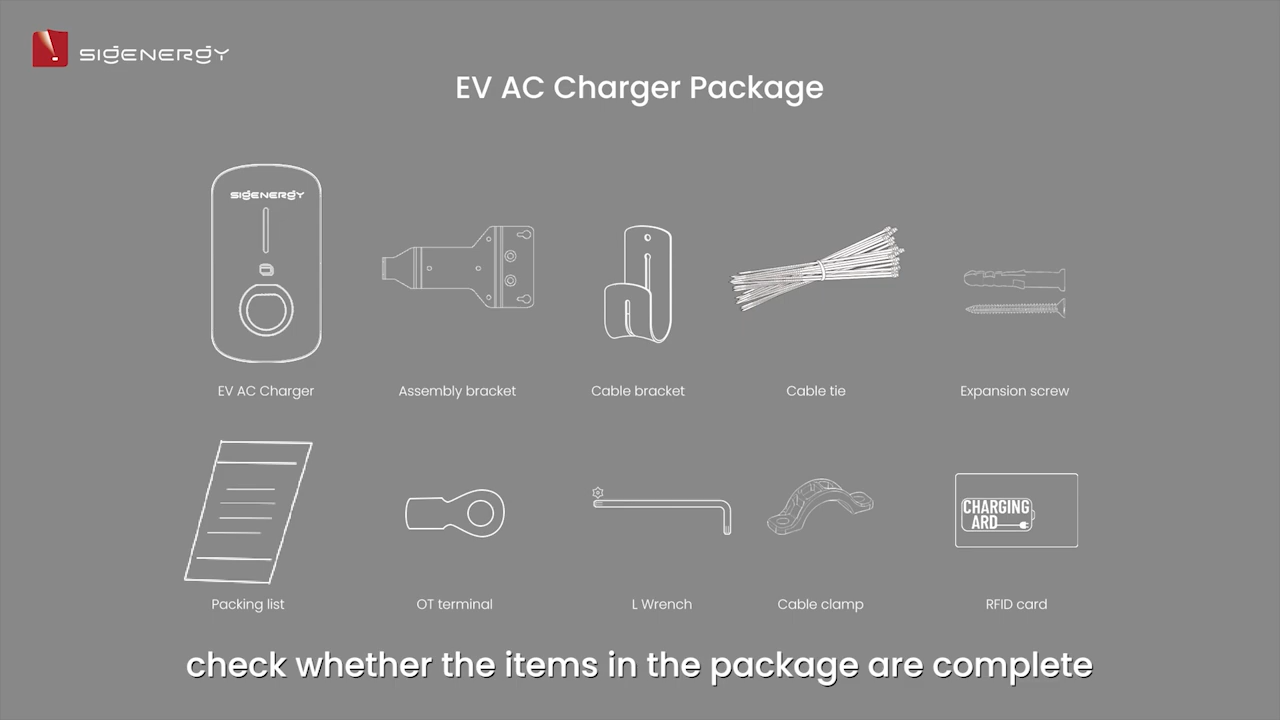 SIGENERGY
EV AC Charger Package
SIGENERGY
EV AC Charger
Assembly bracket
Cable bracket
Cable tie
Expansion screw
CHARGING
ARD
Packing list
OT terminal
L Wrench
Cable clamp
RFID card
check whether the items in the package are complete